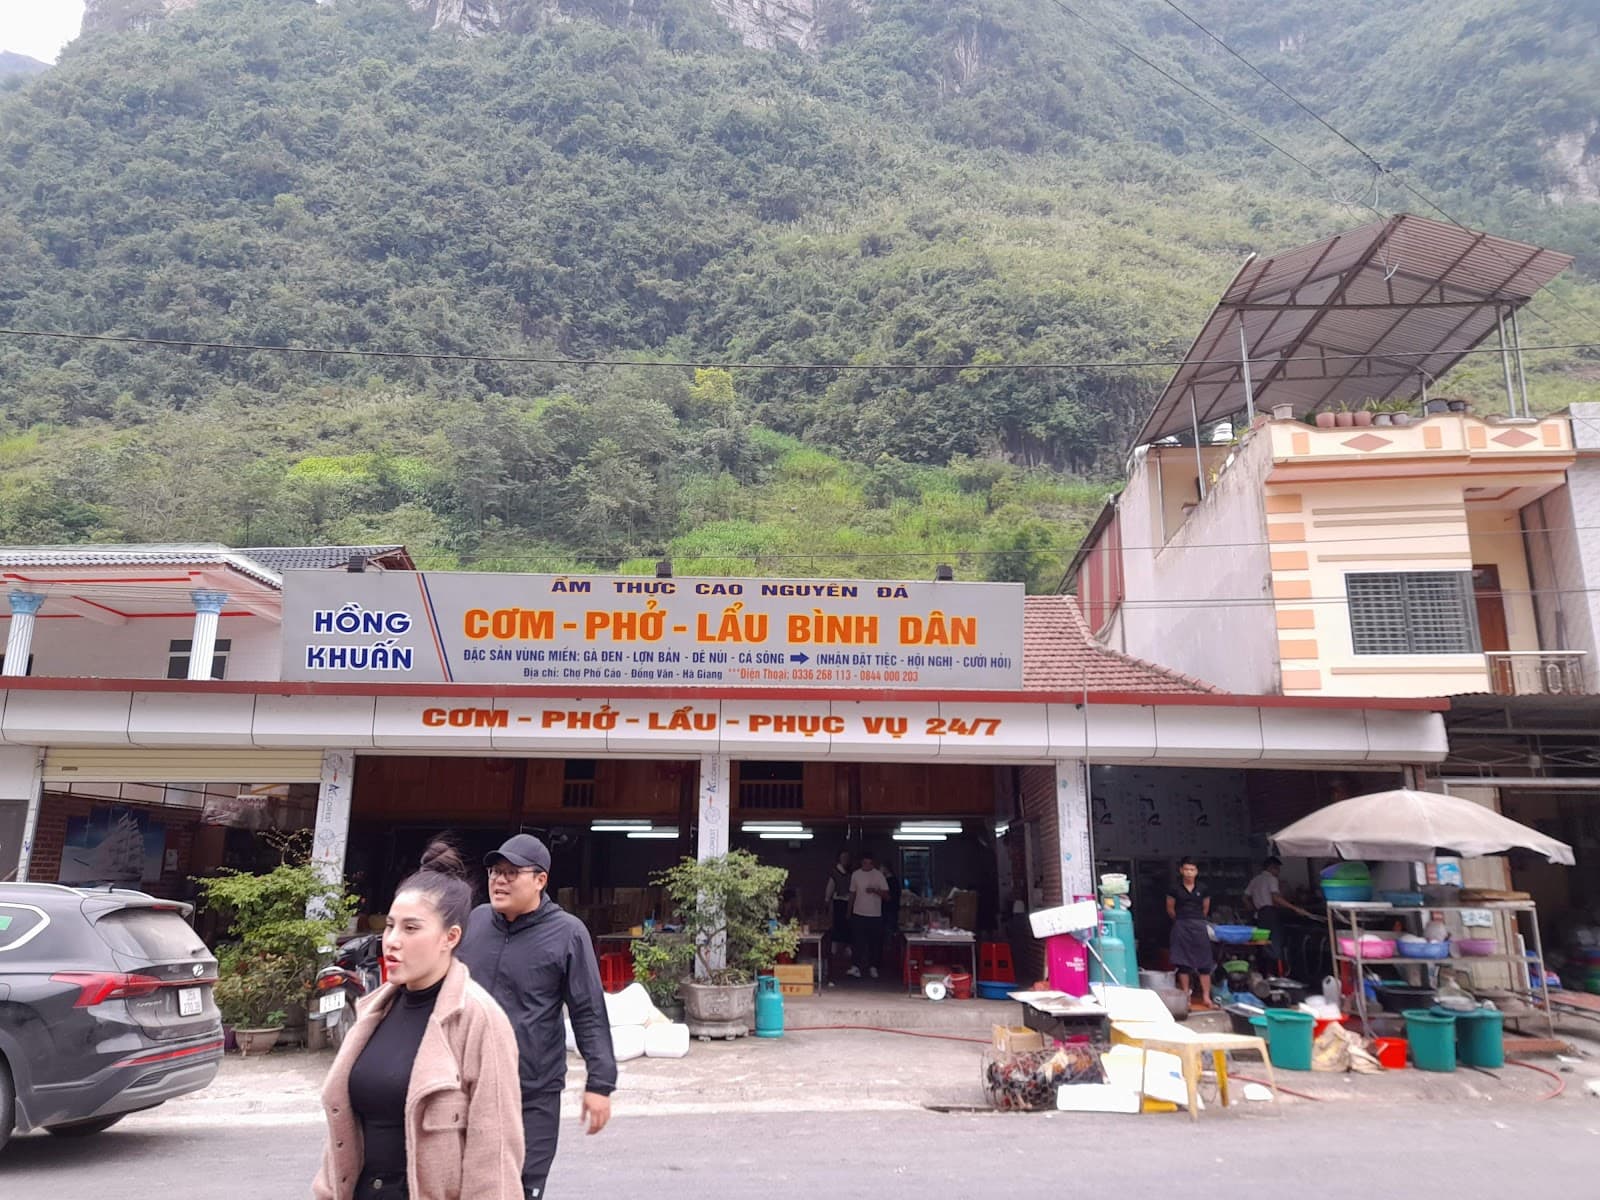 ẨM THỰC CAO NGUYÊN ĐÁ
HỒNG KHUẤN
CƠM - PHỞ - LẨU BÌNH DÂN
ĐẶC SẢN VÙNG MIỀN: GÀ ĐEN - LỢN BẢN - DÊ NÚI - CÁ SÔNG ➡ (NHẬN ĐẶT TIỆC - HỘI NGHỊ - CƯỚI HỎI)
Địa chỉ: Chợ Phố Cáo - Đồng Văn - Hà Giang ***Điện Thoại: 0336 268 113 - 0844 000 203
CƠM - PHỞ - LẨU - PHỤC VỤ 24/7